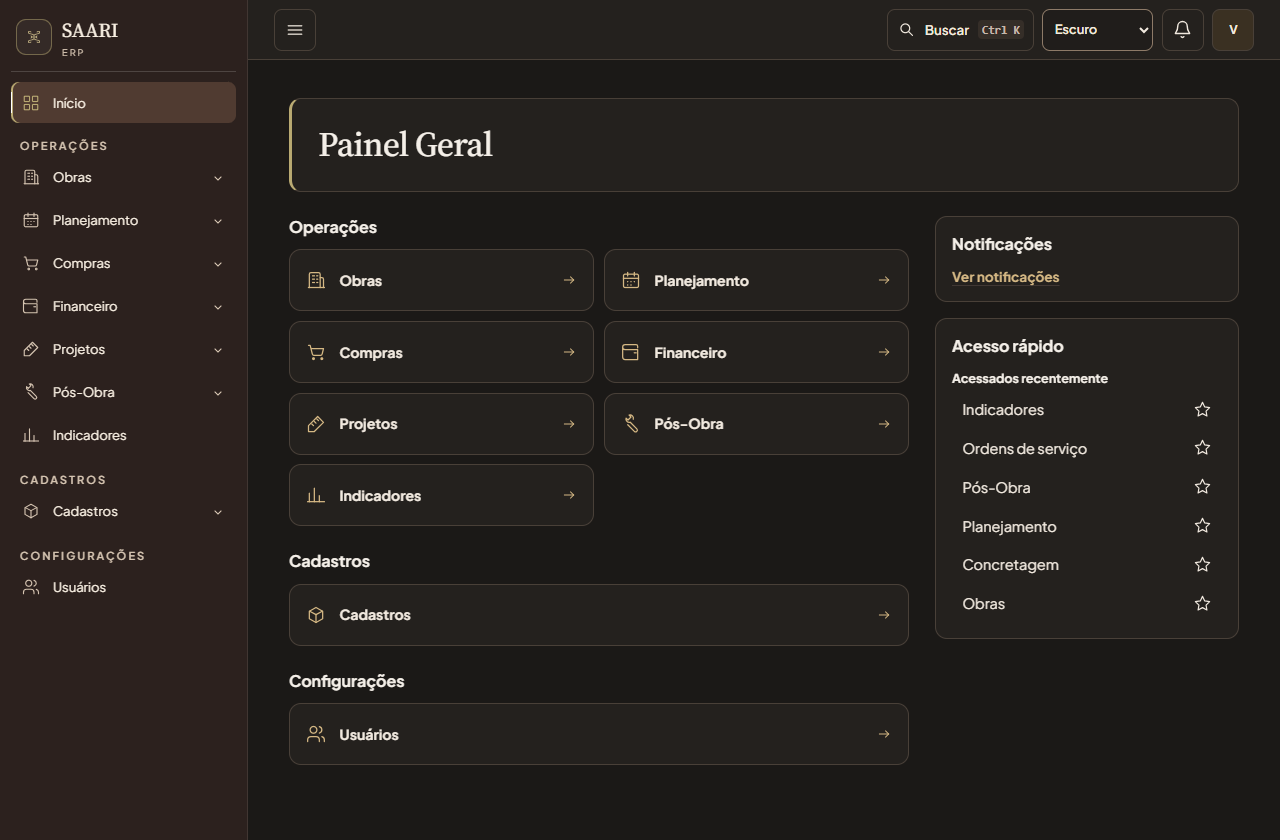 SAARI
ERP
Início
OPERAÇÕES
Obras
Planejamento
Compras
Financeiro
Projetos
Pós-Obra
Indicadores
CADASTROS
Cadastros
CONFIGURAÇÕES
Usuários
Buscar Ctrl K
Escuro
V
Painel Geral
Operações
Obras
Planejamento
Compras
Financeiro
Projetos
Pós-Obra
Indicadores
Cadastros
Cadastros
Configurações
Usuários
Notificações
Ver notificações
Acesso rápido
Acessados recentemente
Indicadores
Ordens de serviço
Pós-Obra
Planejamento
Concretagem
Obras